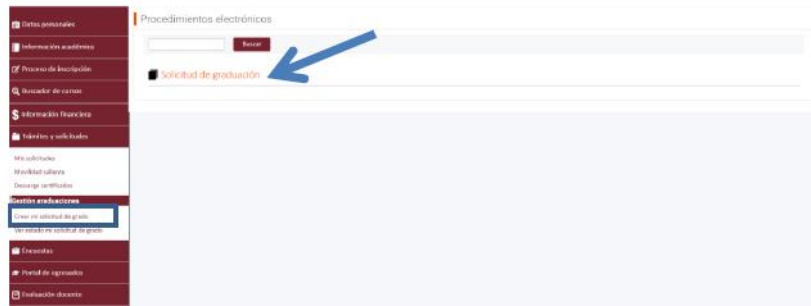 Datos personales
Información académica
Proceso de inscripción
Buscador de cursos
Información financiera
Trámites y solicitudes
Mis solicitudes
Movilidad saliente
Descarga certificados
Gestión graduaciones
Crear mi solicitud de grado
Ver estado mi solicitud de grado
Encuestas
Portal de egresados
Evaluación docente
Procedimientos electrónicos
Buscar
Solicitud de graduación